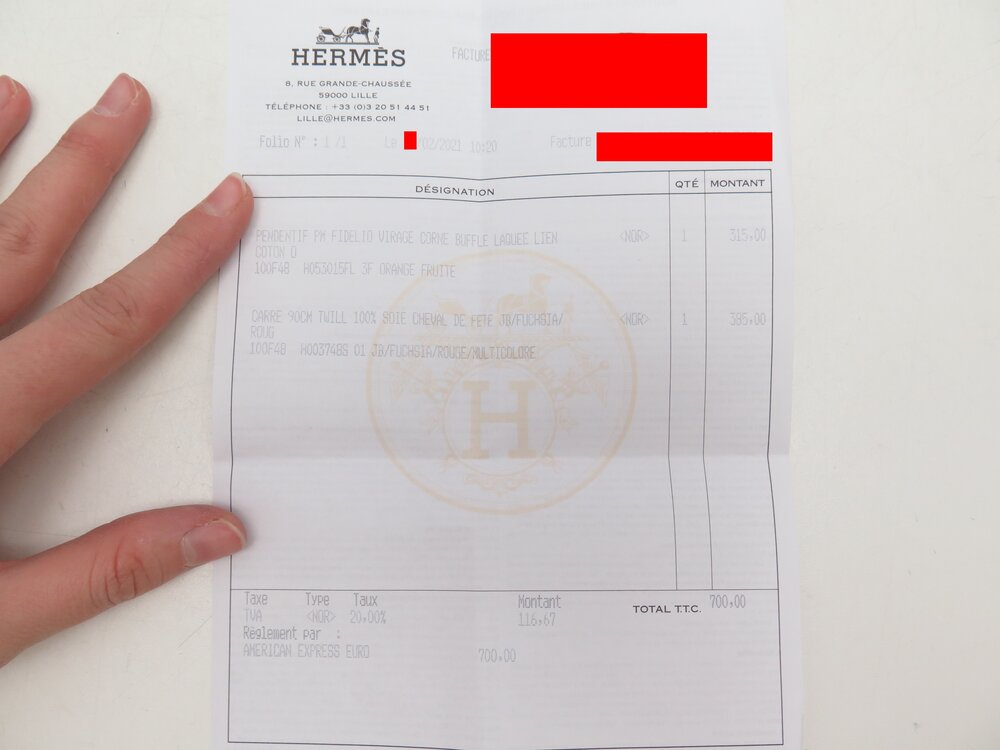 HERMÈS
8, RUE GRANDE-CHAUSSÉE
59000 LILLE
TÉLÉPHONE : +33 (0)3 20 51 44 51
LILLE@HERMES.COM
FACTURE
Folio N° : 1 /1 Le /02/2021 10:20 Facture
DÉSIGNATION QTÉ MONTANT
PENDENTIF PM FIDELIO VIRAGE CORNE BUFFLE LAQUEE LIEN <NOR> 1 315,00
COTON O
100F48 H053015FL 3F ORANGE FRUTTE
CARRE 90CM TWILL 100% SOIE CHEVAL DE FETE JB/FUCHSIA/ <NOR> 1 385,00
ROUG
100F48 H003748S 01 JB/FUCHSIA/ROUGE/MULTICOLORE
H
Taxe Type Taux Montant TOTAL T.T.C. 700,00
TVA <NOR> 20,00% 116,67
Règlement par :
AMERICAN EXPRESS EURO 700,00